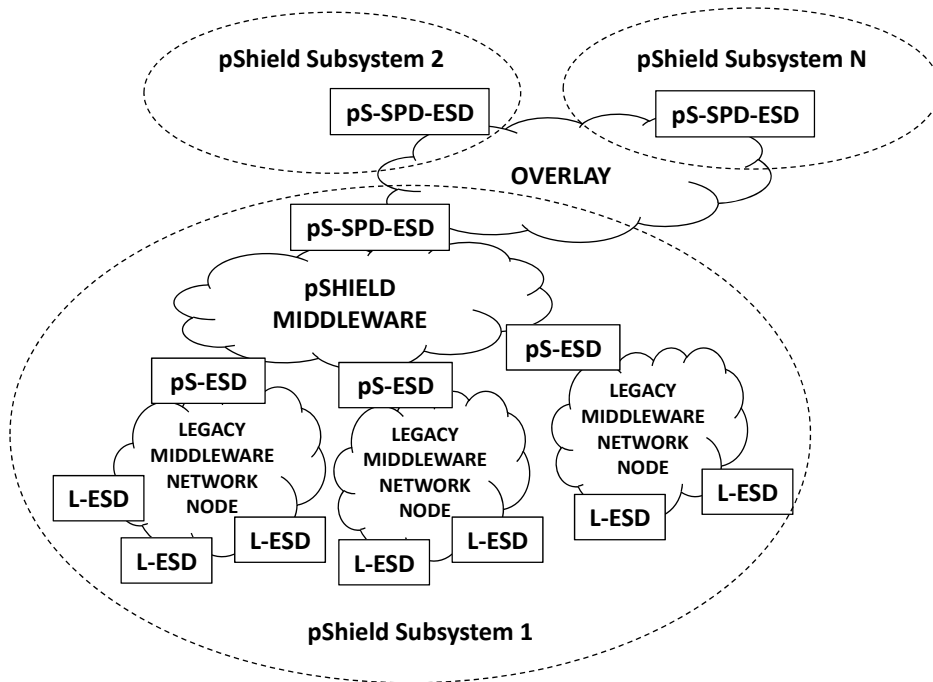 pShield Subsystem 2
pShield Subsystem N
pS-SPD-ESD
pS-SPD-ESD
OVERLAY
pS-SPD-ESD
pSHIELD
MIDDLEWARE
pS-ESD
pS-ESD
pS-ESD
LEGACY
MIDDLEWARE
NETWORK
NODE
LEGACY
MIDDLEWARE
NETWORK
NODE
LEGACY
MIDDLEWARE
NETWORK
NODE
L-ESD
L-ESD
L-ESD
L-ESD
L-ESD
L-ESD
L-ESD
pShield Subsystem 1